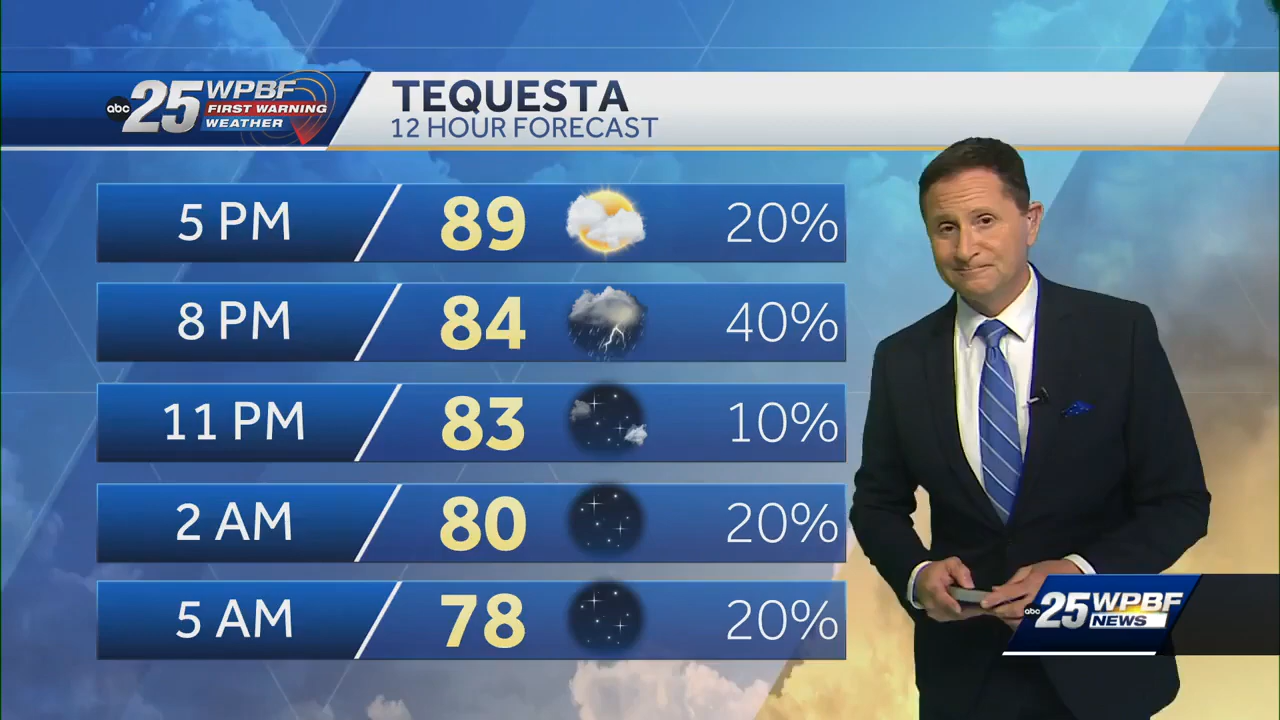 abc 25 WPBF
FIRST WARNING
WEATHER
TEQUESTA
12 HOUR FORECAST
5 PM 89 20%
8 PM 84 40%
11 PM 83 10%
2 AM 80 20%
5 AM 78 20%
abc 25 WPBF
NEWS